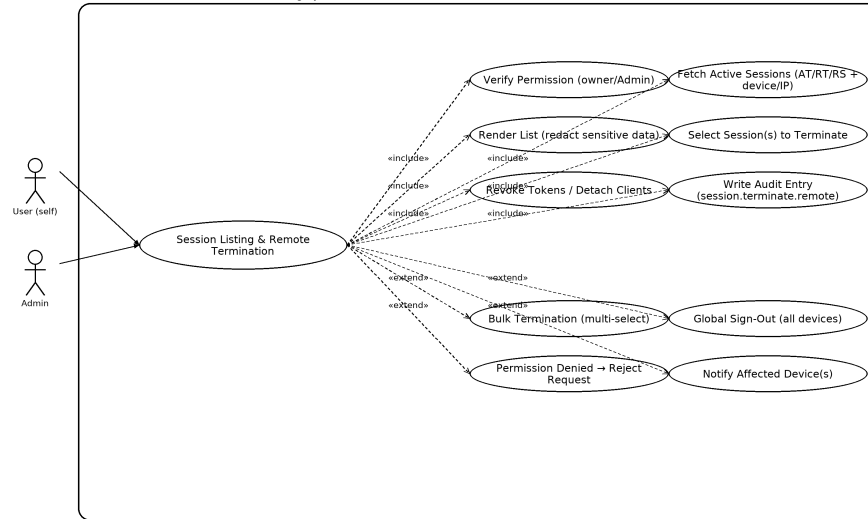 Verify Permission (owner/Admin)
Fetch Active Sessions (AT/RT/RS +
device/IP)
Render List (redact sensitive data)
Select Session(s) to Terminate
«include»
«include»
User (self)
«include»
«include»
Revoke Tokens / Detach Clients
Write Audit Entry
(session.terminate.remote)
«include»
«include»
Session Listing & Remote
Termination
Admin
«extend»
«extend»
«extend»
«extend»
Bulk Termination (multi-select)
Global Sign-Out (all devices)
Permission Denied → Reject
Request
Notify Affected Device(s)